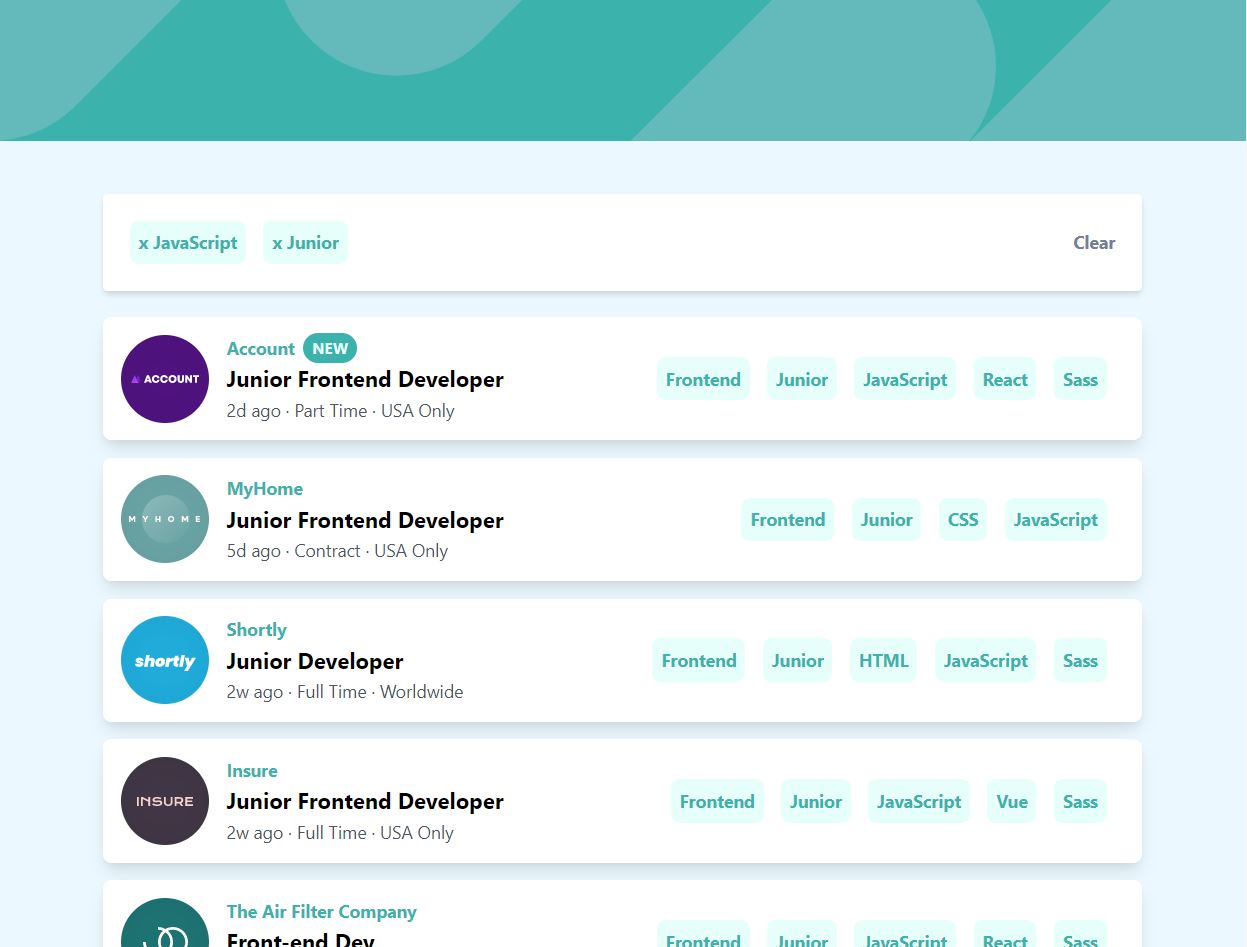 x JavaScript x Junior Clear
Account NEW
ACCOUNT
Junior Frontend Developer
2d ago · Part Time · USA Only
Frontend Junior JavaScript React Sass
MyHome
MYHOME
Junior Frontend Developer
5d ago · Contract · USA Only
Frontend Junior CSS JavaScript
Shortly
shortly
Junior Developer
2w ago · Full Time · Worldwide
Frontend Junior HTML JavaScript Sass
Insure
INSURE
Junior Frontend Developer
2w ago · Full Time · USA Only
Frontend Junior JavaScript Vue Sass
The Air Filter Company
Front-end Dev
Frontend Junior JavaScript React Sass